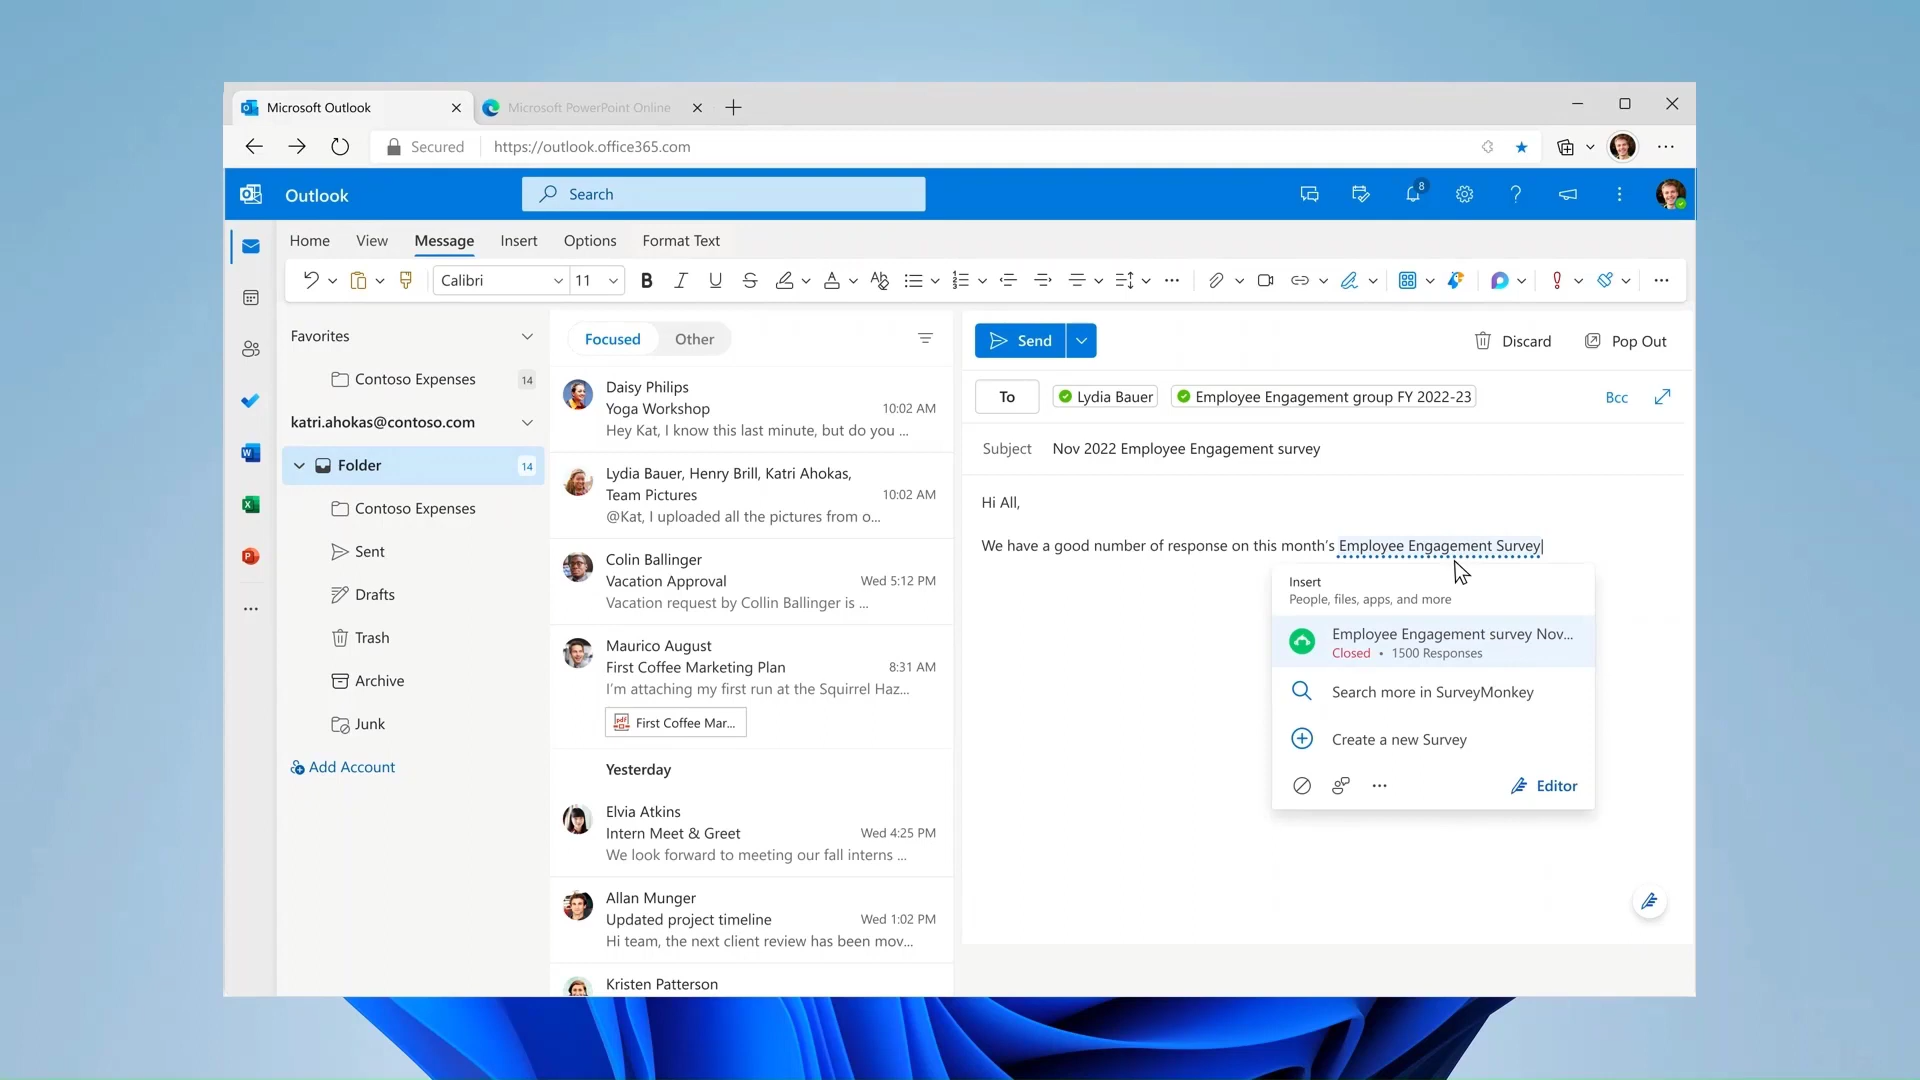 Microsoft Outlook
Microsoft PowerPoint Online
Secured
https://outlook.office365.com
Outlook
Search
8
Home
View
Message
Insert
Options
Format Text
Calibri
11
Favorites
Contoso Expenses
14
katri.ahokas@contoso.com
Folder
14
Contoso Expenses
Sent
Drafts
Trash
Archive
Junk
Add Account
Focused
Other
Daisy Philips
Yoga Workshop
10:02 AM
Hey Kat, I know this last minute, but do you ...
Lydia Bauer, Henry Brill, Katri Ahokas,
Team Pictures
10:02 AM
@Kat, I uploaded all the pictures from o...
Colin Ballinger
Vacation Approval
Wed 5:12 PM
Vacation request by Collin Ballinger is ...
Maurico August
First Coffee Marketing Plan
8:31 AM
I'm attaching my first run at the Squirrel Haz...
First Coffee Mar...
Yesterday
Elvia Atkins
Intern Meet & Greet
Wed 4:25 PM
We look forward to meeting our fall interns ...
Allan Munger
Updated project timeline
Wed 1:02 PM
Hi team, the next client review has been mov...
Kristen Patterson
Send
Discard
Pop Out
To
Lydia Bauer
Employee Engagement group FY 2022-23
Bcc
Subject
Nov 2022 Employee Engagement survey
Hi All,
We have a good number of response on this month's Employee Engagement Survey
Insert
People, files, apps, and more
Employee Engagement survey Nov...
Closed • 1500 Responses
Search more in SurveyMonkey
Create a new Survey
Editor